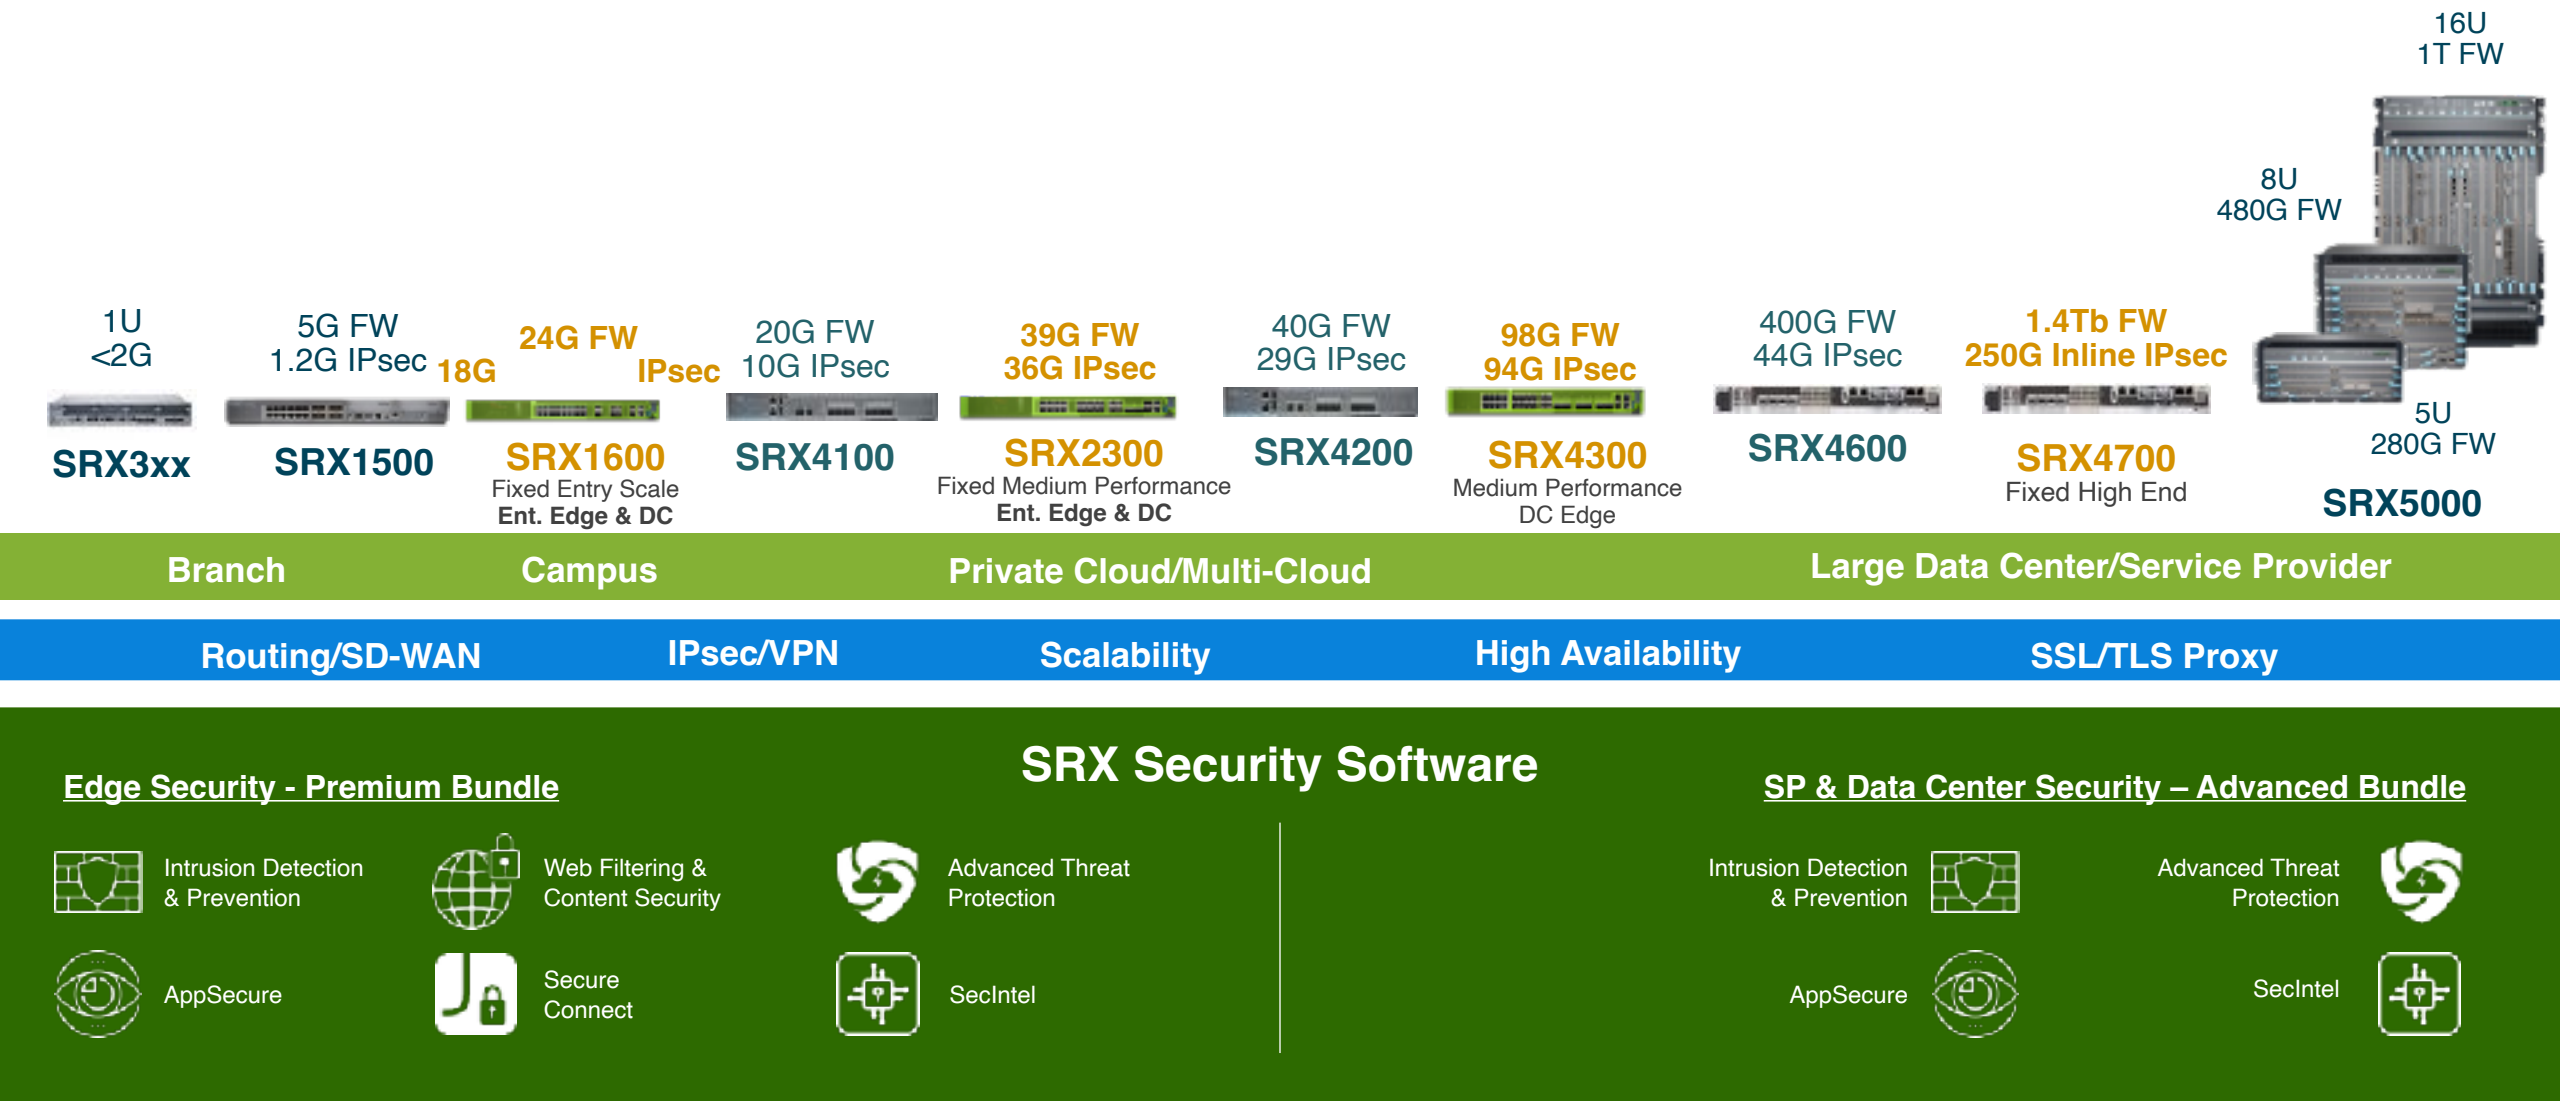 16U
1T FW
8U
480G FW
1U
<2G
SRX3xx
5G FW
1.2G IPsec
SRX1500
24G FW
18G IPsec
SRX1600
Fixed Entry Scale
Ent. Edge & DC
20G FW
10G IPsec
SRX4100
39G FW
36G IPsec
SRX2300
Fixed Medium Performance
Ent. Edge & DC
40G FW
29G IPsec
SRX4200
98G FW
94G IPsec
SRX4300
Medium Performance
DC Edge
400G FW
44G IPsec
SRX4600
1.4Tb FW
250G Inline IPsec
SRX4700
Fixed High End
5U
280G FW
SRX5000
Branch
Campus
Private Cloud/Multi-Cloud
Large Data Center/Service Provider
Routing/SD-WAN
IPsec/VPN
Scalability
High Availability
SSL/TLS Proxy
SRX Security Software
Edge Security - Premium Bundle
Intrusion Detection
& Prevention
Web Filtering &
Content Security
Advanced Threat
Protection
AppSecure
Secure
Connect
SecIntel
SP & Data Center Security – Advanced Bundle
Intrusion Detection
& Prevention
Advanced Threat
Protection
AppSecure
SecIntel